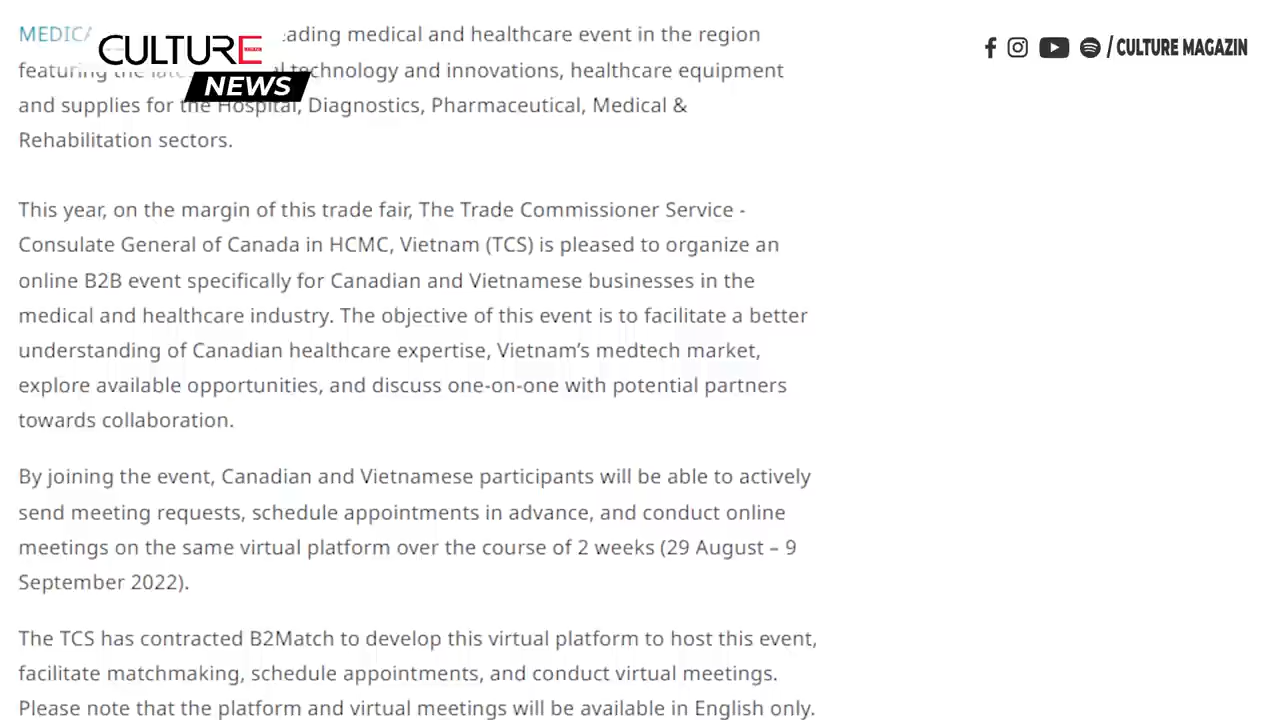 MEDICA ading medical and healthcare event in the region
CULTURE
NEWS
/ CULTURE MAGAZIN
featuring the latest technology and innovations, healthcare equipment
and supplies for the Hospital, Diagnostics, Pharmaceutical, Medical &
Rehabilitation sectors.
This year, on the margin of this trade fair, The Trade Commissioner Service -
Consulate General of Canada in HCMC, Vietnam (TCS) is pleased to organize an
online B2B event specifically for Canadian and Vietnamese businesses in the
medical and healthcare industry. The objective of this event is to facilitate a better
understanding of Canadian healthcare expertise, Vietnam's medtech market,
explore available opportunities, and discuss one-on-one with potential partners
towards collaboration.
By joining the event, Canadian and Vietnamese participants will be able to actively
send meeting requests, schedule appointments in advance, and conduct online
meetings on the same virtual platform over the course of 2 weeks (29 August – 9
September 2022).
The TCS has contracted B2Match to develop this virtual platform to host this event,
facilitate matchmaking, schedule appointments, and conduct virtual meetings.
Please note that the platform and virtual meetings will be available in English only.